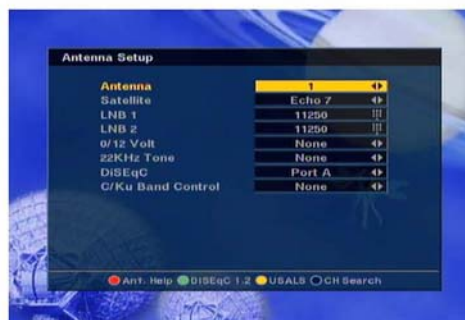 Antenna Setup
Antenna 1
Satellite Echo 7
LNB 1 11250
LNB 2 11250
0/12 Volt None
22KHz Tone None
DiSEqC Port A
C/Ku Band Control None
Ant. Help DISEqC 1.2 USALS CH Search